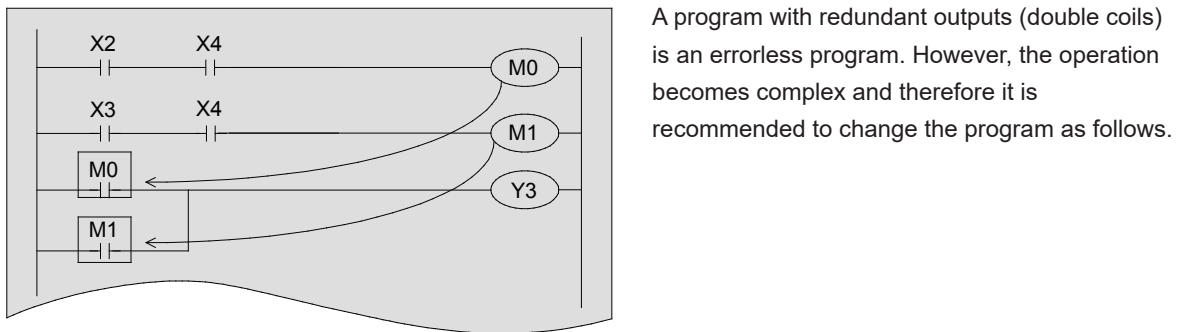 X2 X4
M0
X3 X4
M1
M0
Y3
M1
A program with redundant outputs (double coils)
is an errorless program. However, the operation
becomes complex and therefore it is
recommended to change the program as follows.